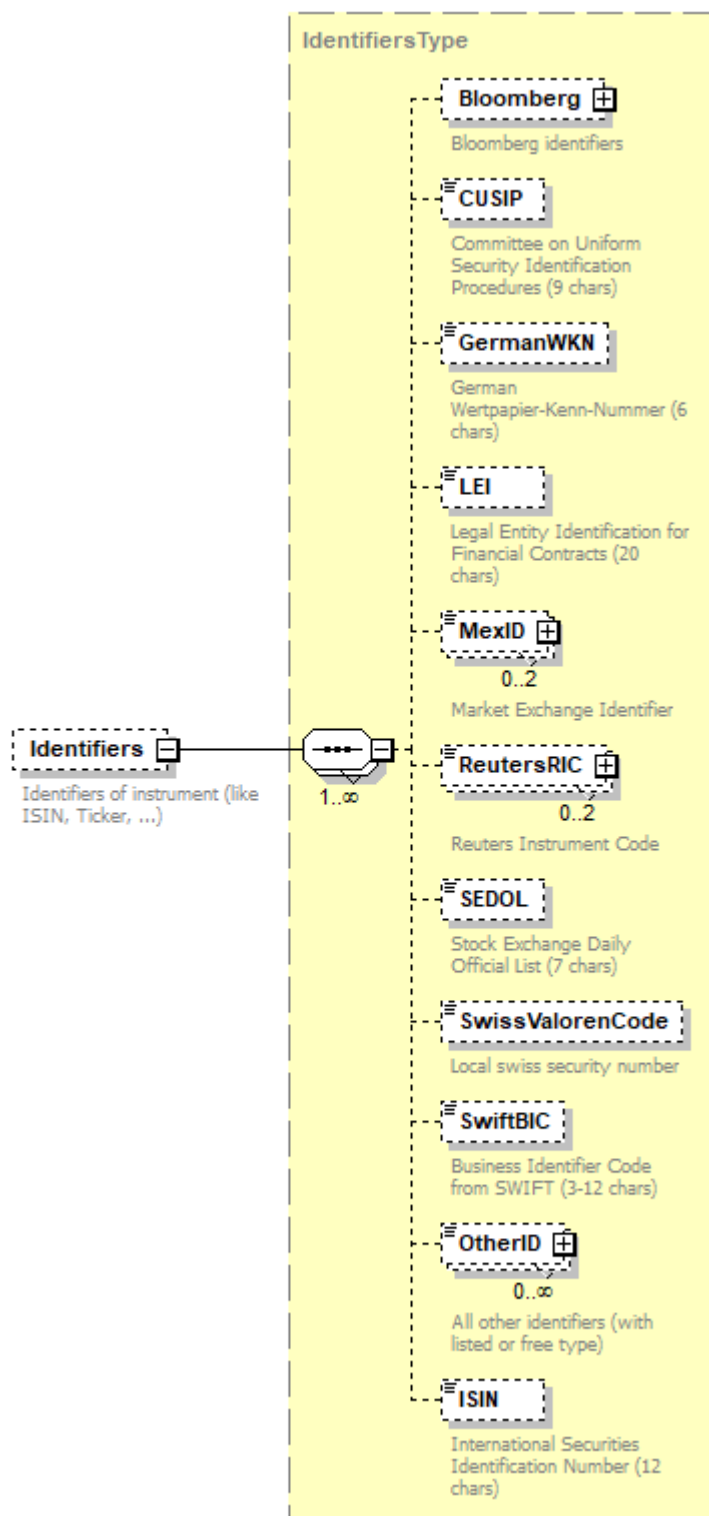 IdentifiersType
Bloomberg
Bloomberg identifiers
CUSIP
Committee on Uniform
Security Identification
Procedures (9 chars)
GermanWKN
German
Wertpapier-Kenn-Nummer (6
chars)
LEI
Legal Entity Identification for
Financial Contracts (20
chars)
MexID
0..2
Market Exchange Identifier
Identifiers
Identifiers of instrument (like
ISIN, Ticker, ...)
1..∞
ReutersRIC
0..2
Reuters Instrument Code
SEDOL
Stock Exchange Daily
Official List (7 chars)
SwissValorenCode
Local swiss security number
SwiftBIC
Business Identifier Code
from SWIFT (3-12 chars)
OtherID
0..∞
All other identifiers (with
listed or free type)
ISIN
International Securities
Identification Number (12
chars)